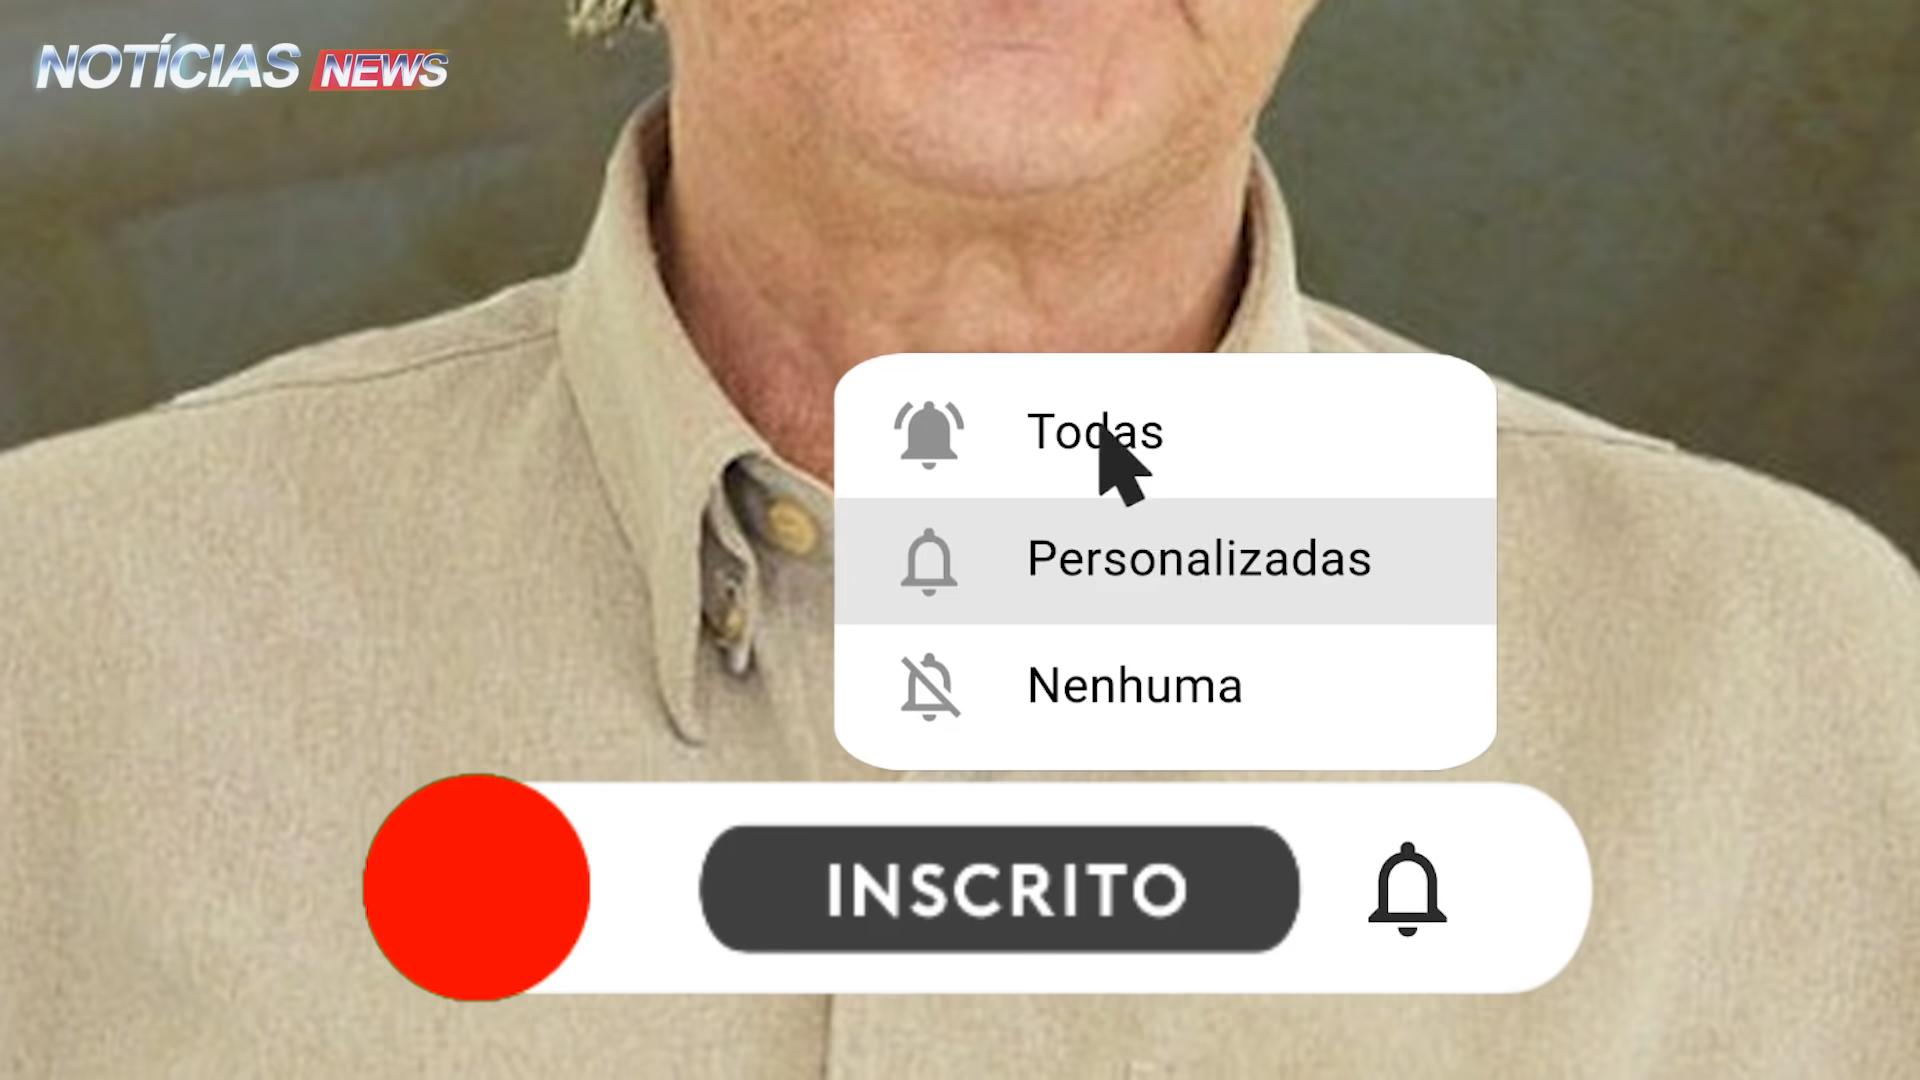 NOTÍCIAS NEWS
Todas
Personalizadas
Nenhuma
INSCRITO